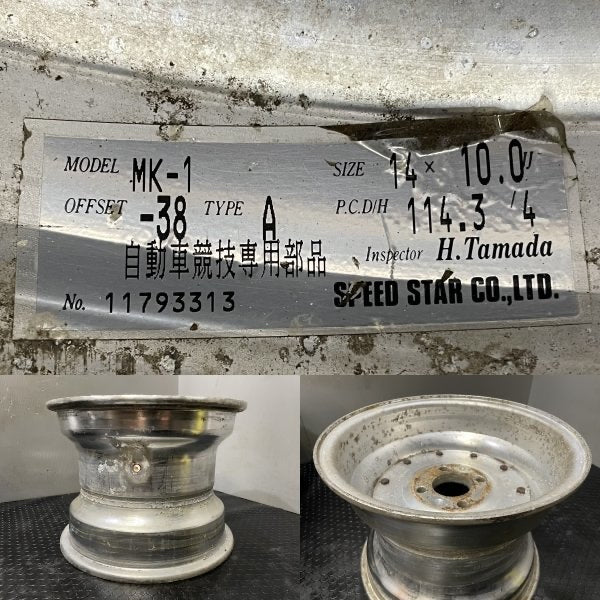 MODEL MK-1 SIZE 14 × 10.0J
OFFSET -38 TYPE A P.C.D/H 114.3 / 4
自動車競技専用部品 Inspector H.Tamada
No. 11793313 SPEED STAR CO.,LTD.